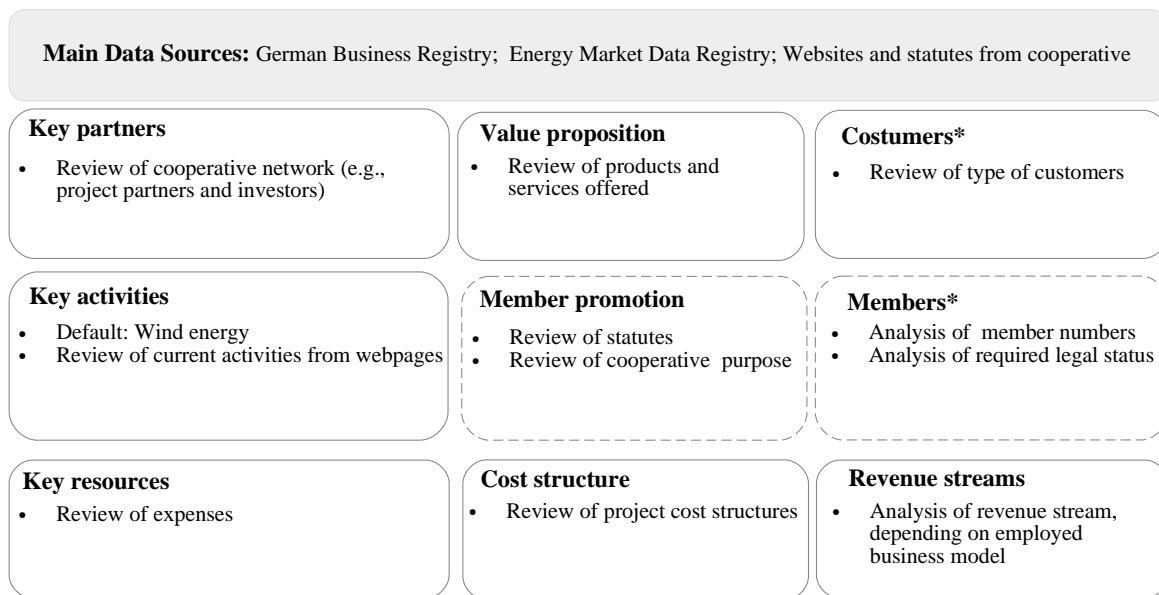 Main Data Sources: German Business Registry; Energy Market Data Registry; Websites and statutes from cooperative
Key partners
• Review of cooperative network (e.g.,
project partners and investors)
Value proposition
• Review of products and
services offered
Costumers*
• Review of type of customers
Key activities
• Default: Wind energy
• Review of current activities from webpages
Member promotion
• Review of statutes
• Review of cooperative purpose
Members*
• Analysis of member numbers
• Analysis of required legal status
Key resources
• Review of expenses
Cost structure
• Review of project cost structures
Revenue streams
• Analysis of revenue stream,
depending on employed
business model